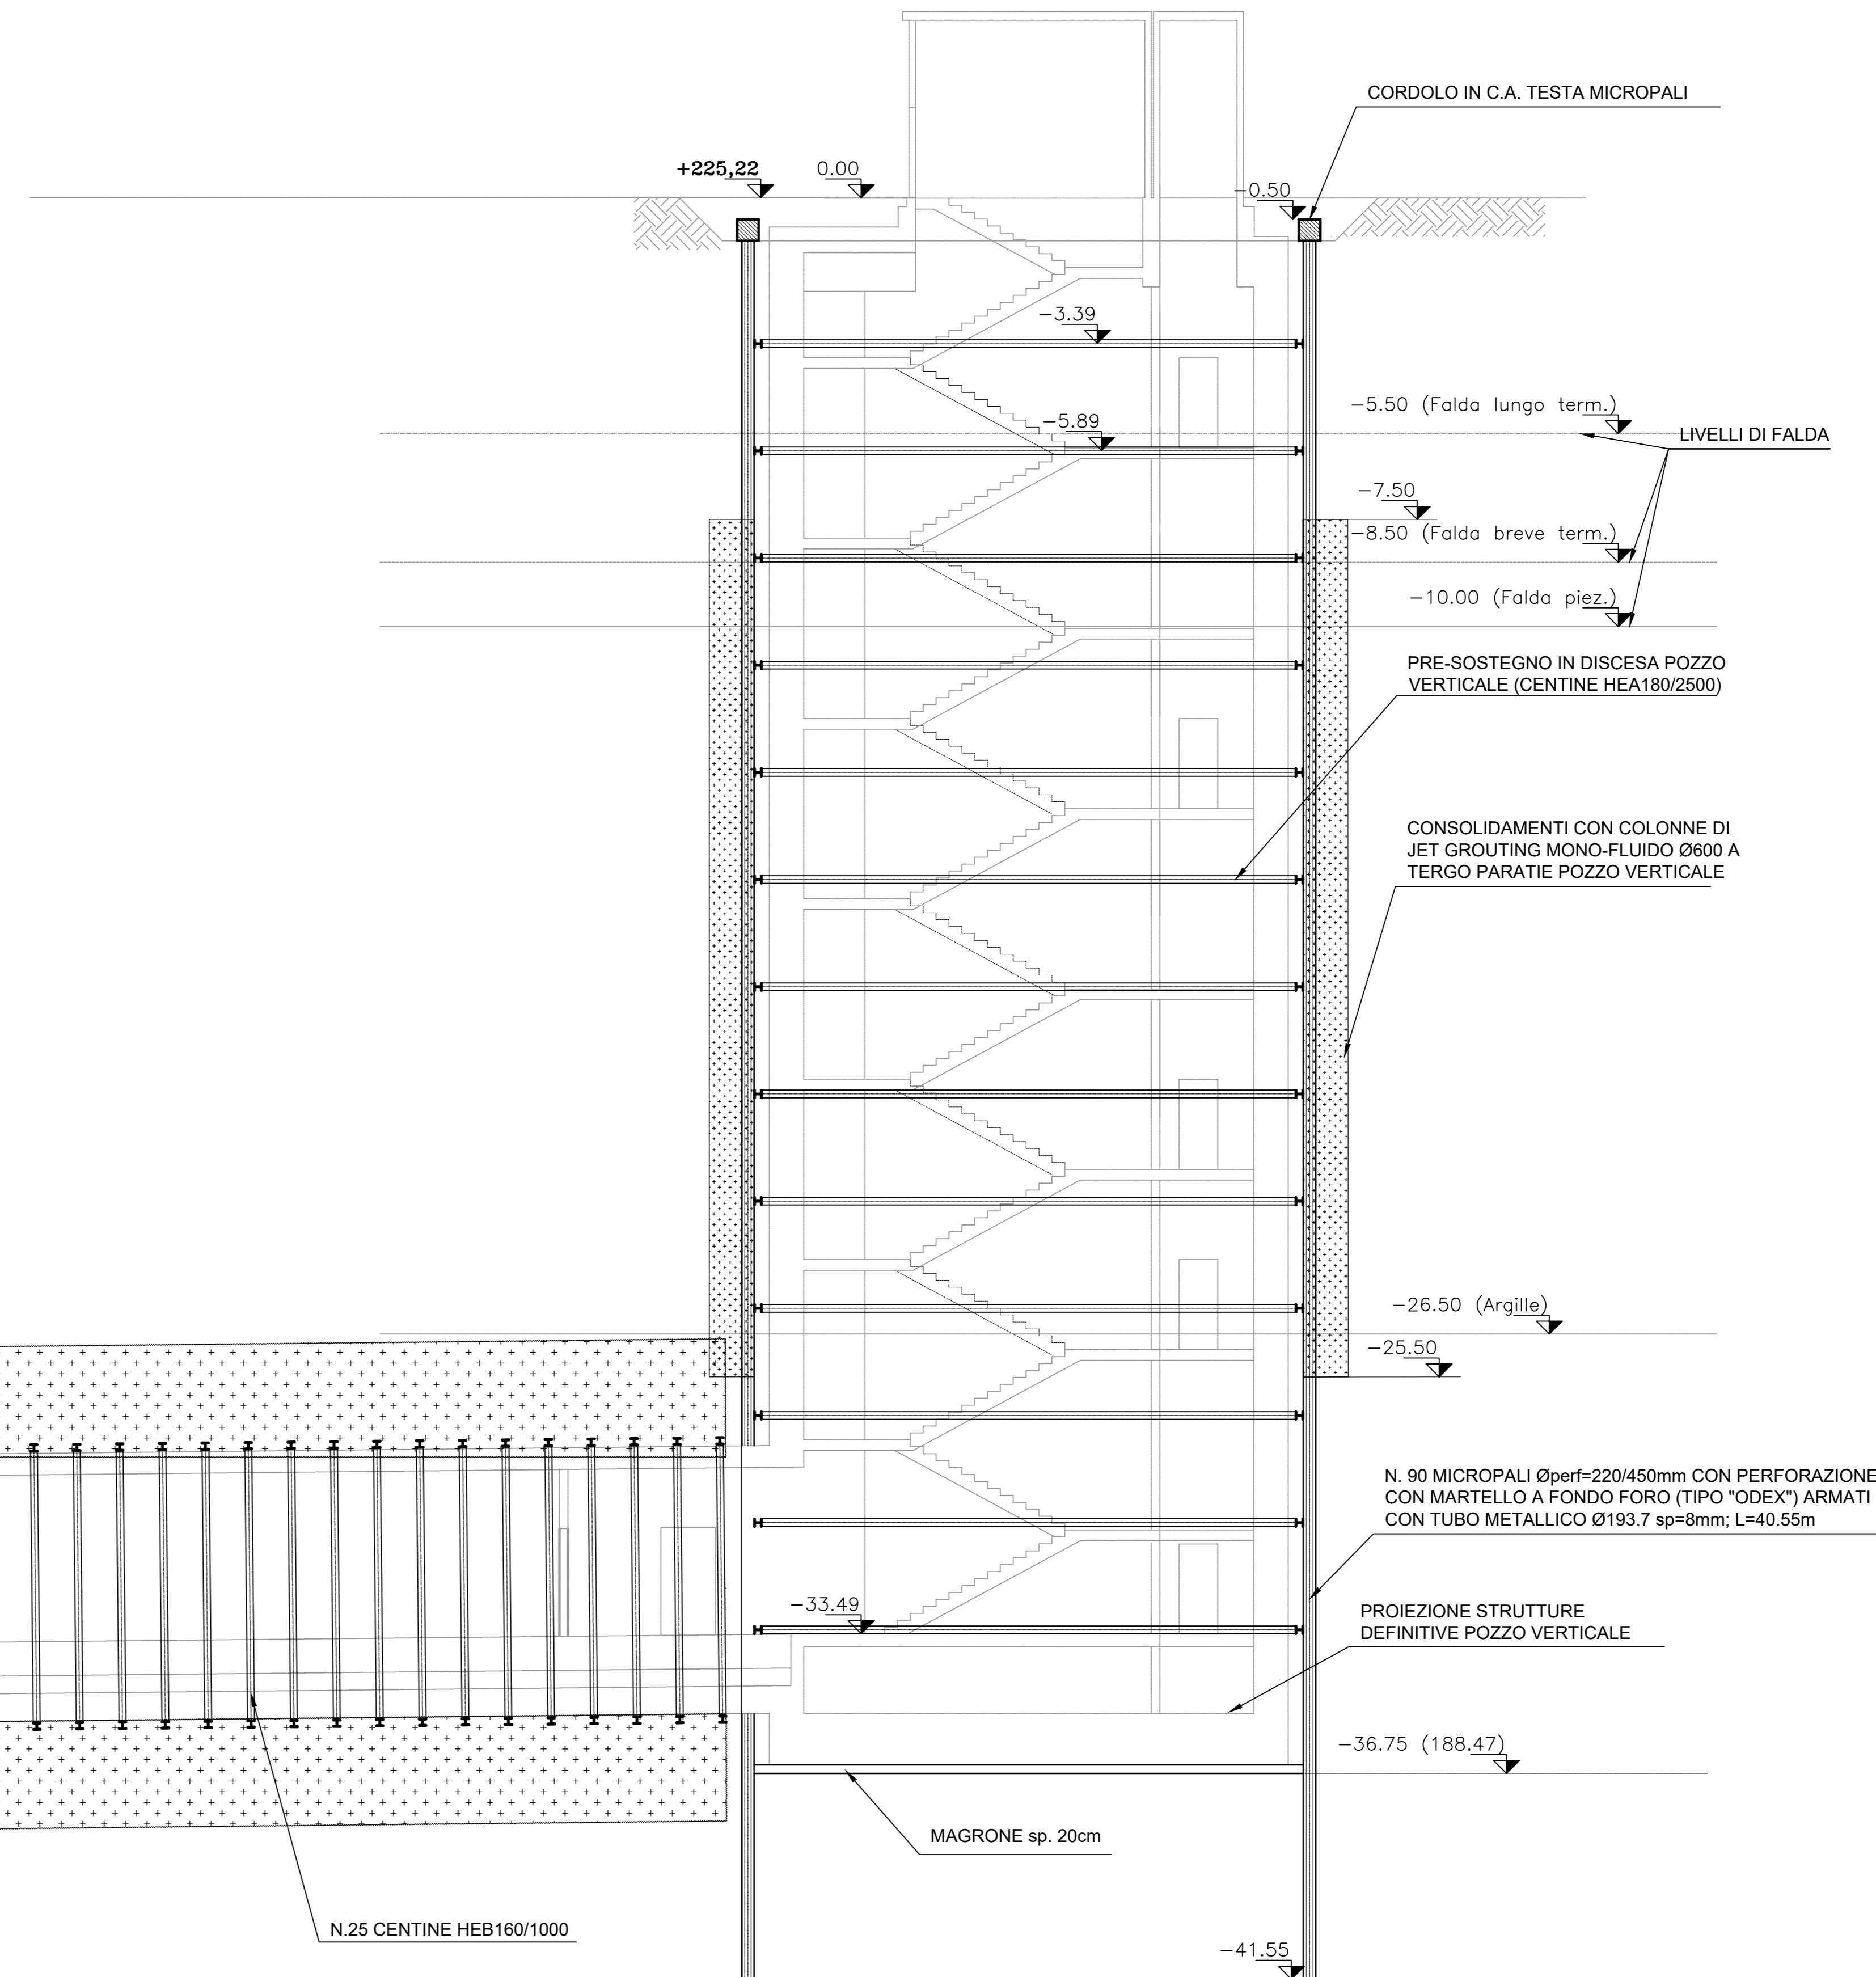 CORDOLO IN C.A. TESTA MICROPALI
+225,22
0.00
-0.50
-3.39
-5.50 (Falda lungo term.)
-5.89
LIVELLI DI FALDA
-7.50
-8.50 (Falda breve term.)
-10.00 (Falda piez.)
PRE-SOSTEGNO IN DISCESA POZZO
VERTICALE (CENTINE HEA180/2500)
CONSOLIDAMENTI CON COLONNE DI
JET GROUTING MONO-FLUIDO Ø600 A
TERGO PARATIE POZZO VERTICALE
-26.50 (Argille)
-25.50
N. 90 MICROPALI Øperf=220/450mm CON PERFORAZIONE
CON MARTELLO A FONDO FORO (TIPO "ODEX") ARMATI
CON TUBO METALLICO Ø193.7 sp=8mm; L=40.55m
-33.49
PROIEZIONE STRUTTURE
DEFINITIVE POZZO VERTICALE
-36.75 (188.47)
MAGRONE sp. 20cm
N.25 CENTINE HEB160/1000
-41.55